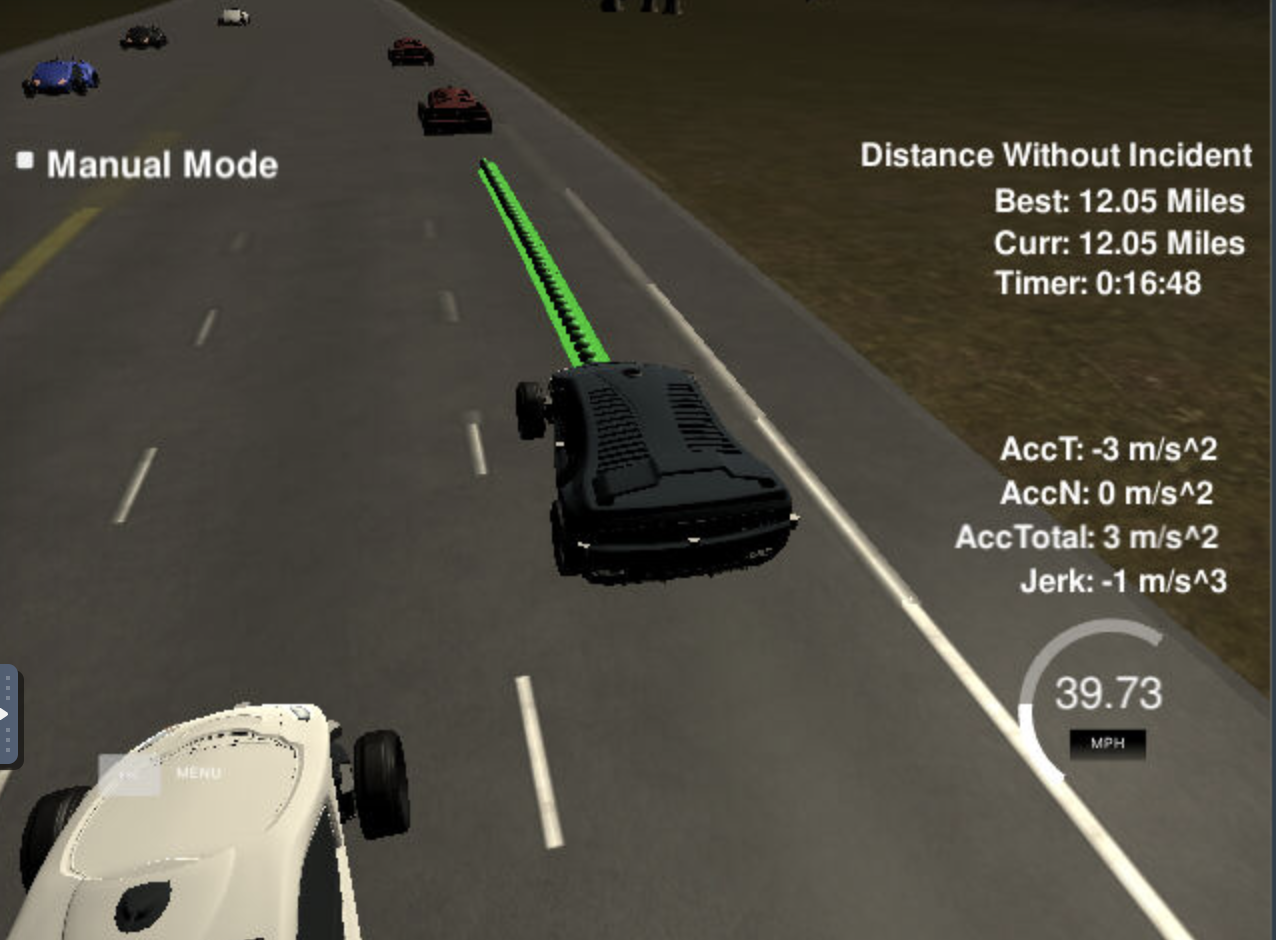 Manual Mode
Distance Without Incident
Best: 12.05 Miles
Curr: 12.05 Miles
Timer: 0:16:48
AccT: -3 m/s^2
AccN: 0 m/s^2
AccTotal: 3 m/s^2
Jerk: -1 m/s^3
39.73
MPH
MENU